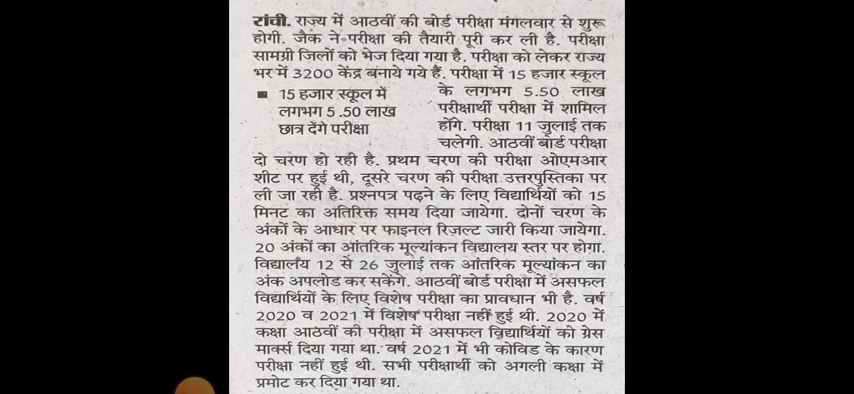 रांची. राज्य में आठवीं की बोर्ड परीक्षा मंगलवार से शुरू
होगी. जैक ने परीक्षा की तैयारी पूरी कर ली है. परीक्षा
सामग्री जिलों को भेज दिया गया है. परीक्षा को लेकर राज्य
भर में 3200 केंद्र बनाये गये हैं. परीक्षा में 15 हजार स्कूल
के लगभग 5.50 लाख
परीक्षार्थी परीक्षा में शामिल
होंगे. परीक्षा 11 जुलाई तक
चलेगी. आठवीं बोर्ड परीक्षा
■ 15 हजार स्कूल में
लगभग 5.50 लाख
छात्र देंगे परीक्षा
दो चरण हो रही है. प्रथम चरण की परीक्षा ओएमआर
शीट पर हुई थी, दूसरे चरण की परीक्षा उत्तरपुस्तिका पर
ली जा रही है. प्रश्नपत्र पढ़ने के लिए विद्यार्थियों को 15
मिनट का अतिरिक्त समय दिया जायेगा. दोनों चरण के
अंकों के आधार पर फाइनल रिज़ल्ट जारी किया जायेगा.
20 अंकों का आंतरिक मूल्यांकन विद्यालय स्तर पर होगा.
विद्यालय 12 से 26 जुलाई तक आंतरिक मूल्यांकन का
अंक अपलोड कर सकेंगे. आठवीं बोर्ड परीक्षा में असफल
विद्यार्थियों के लिए विशेष परीक्षा का प्रावधान भी है. वर्ष
2020 व 2021 में विशेष परीक्षा नहीं हुई थी. 2020 में
कक्षा आठवीं की परीक्षा में असफल विद्यार्थियों को ग्रेस
मार्क्स दिया गया था. वर्ष 2021 में भी कोविड के कारण
परीक्षा नहीं हुई थी. सभी परीक्षार्थी को अगली कक्षा में
प्रमोट कर दिया गया था.